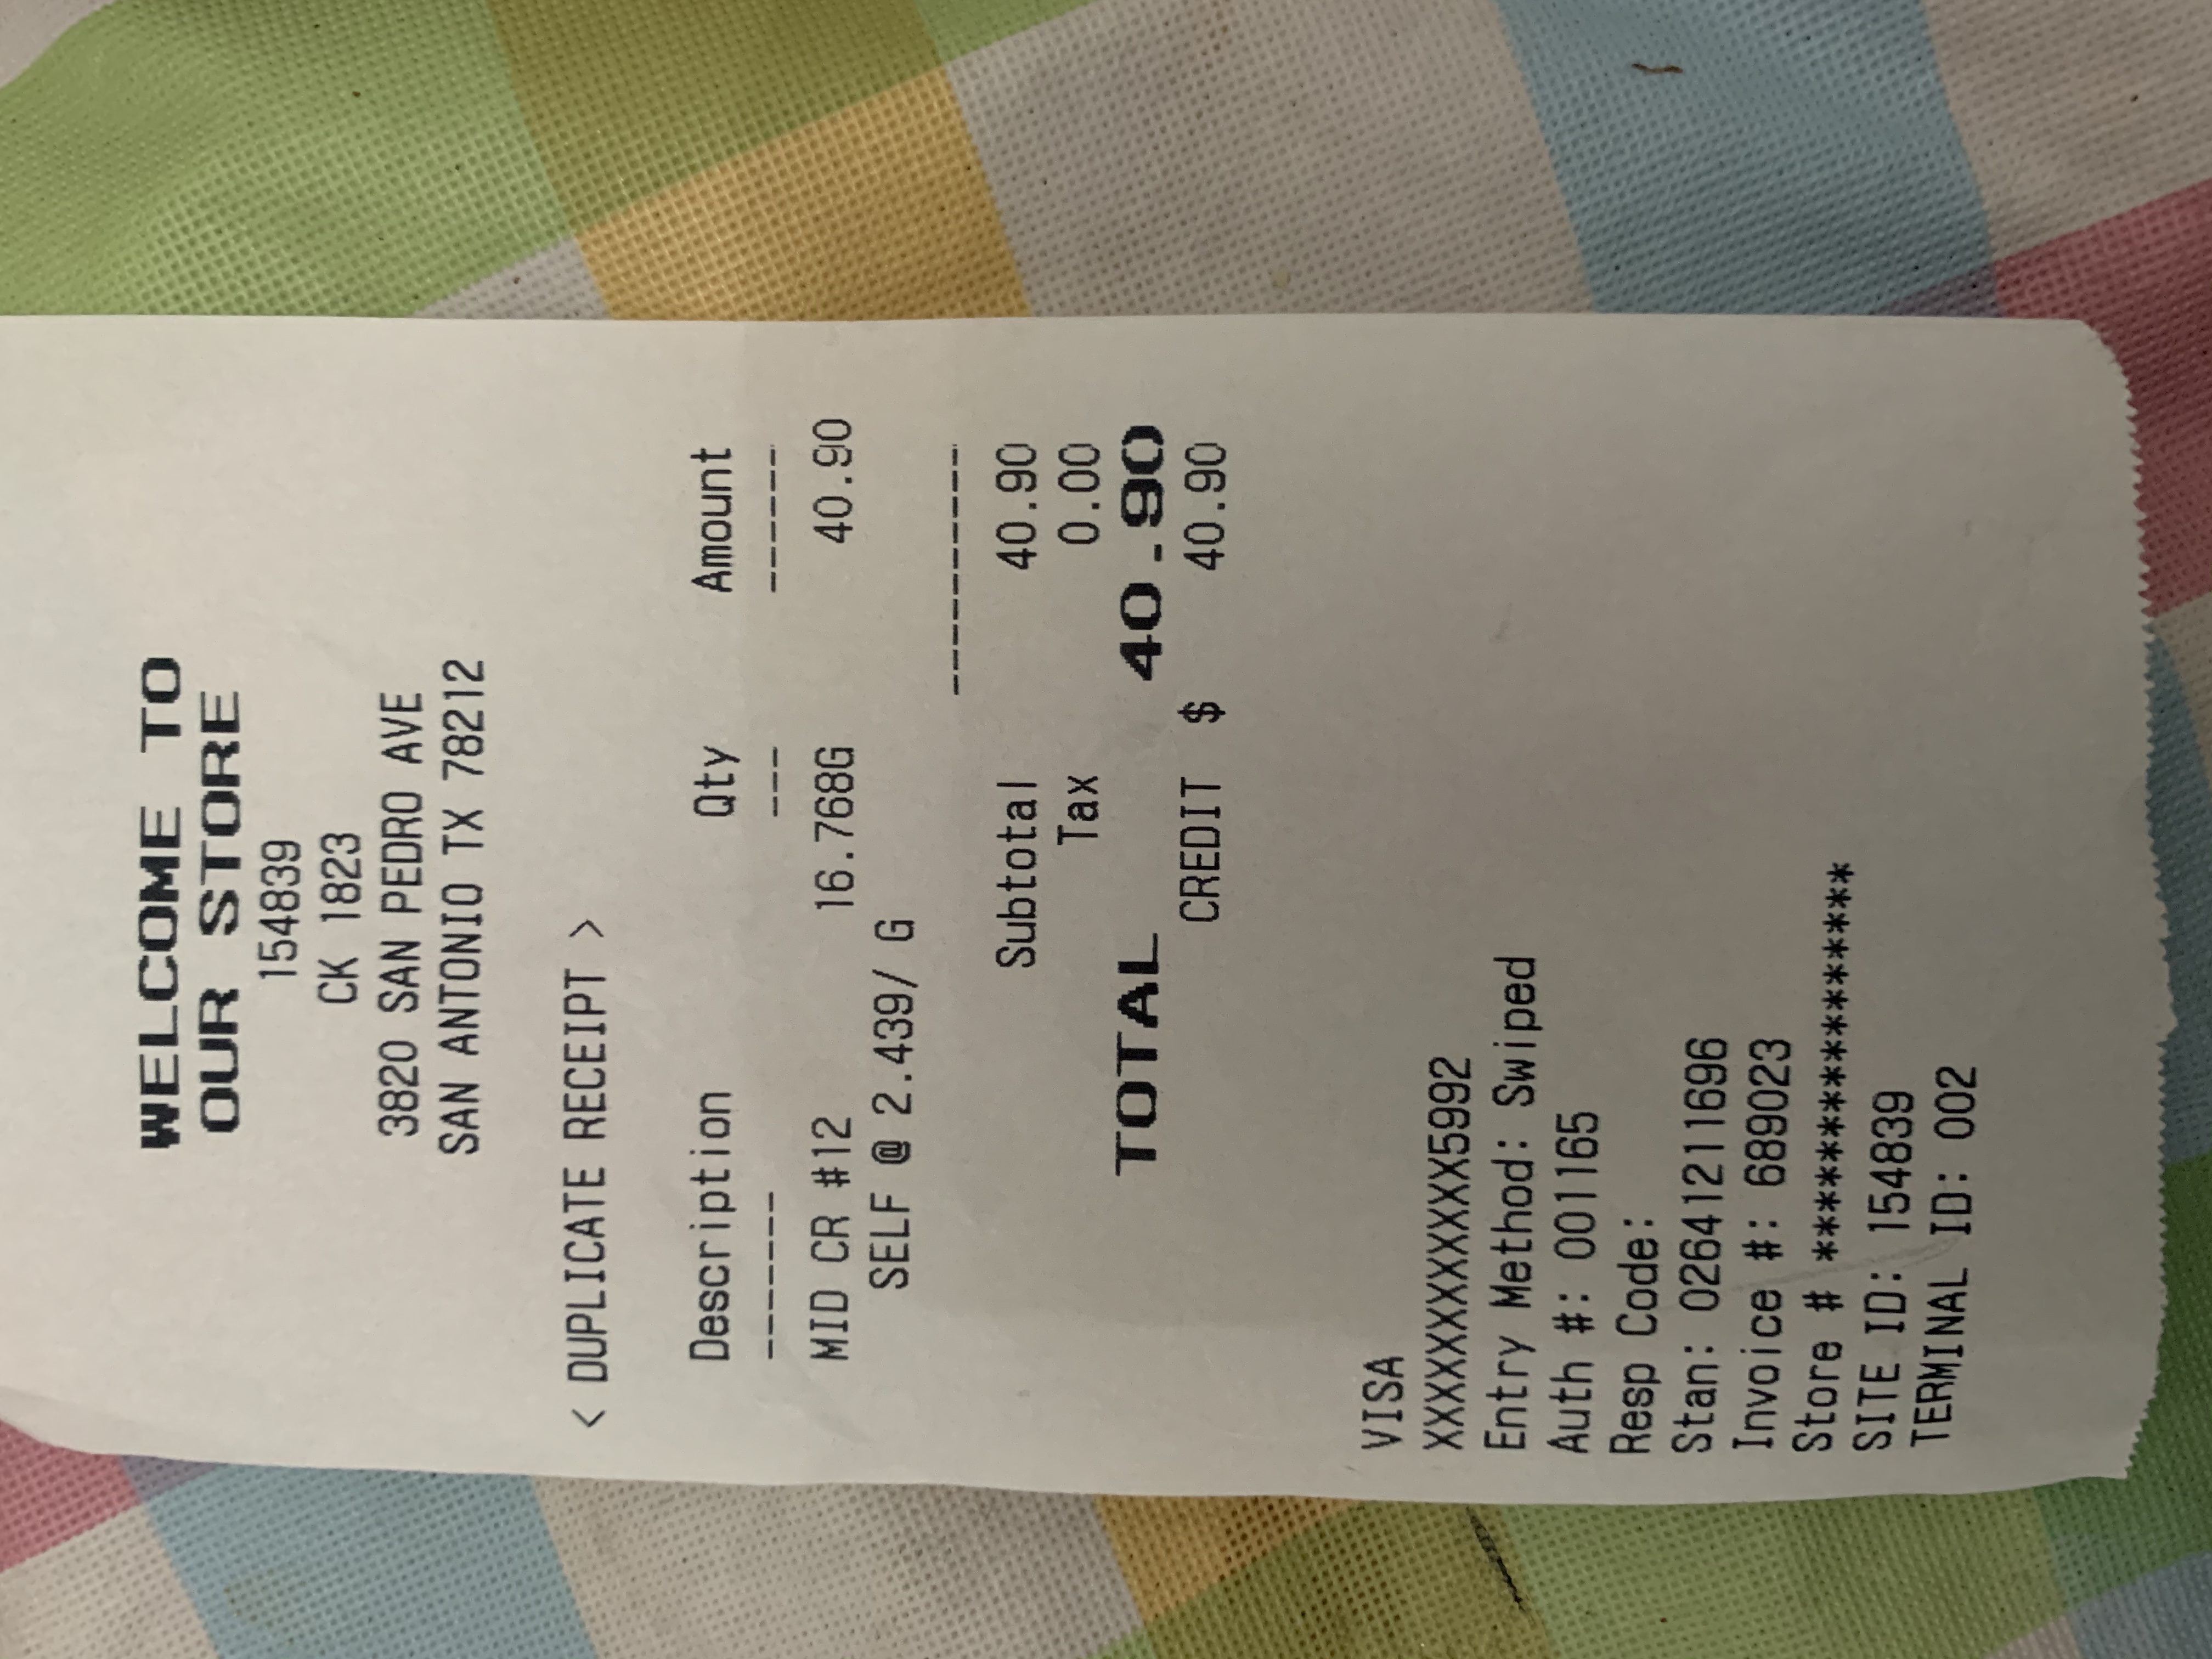 WELCOME TO
OUR STORE
154839
CK 1823
3820 SAN PEDRO AVE
SAN ANTONIO TX 78212
< DUPLICATE RECEIPT >
Description Qty Amount
------- --- ------
MID CR #12 16.768G 40.90
SELF @ 2.439/ G
----------
Subtotal 40.90
Tax 0.00
TOTAL 40.90
CREDIT $ 40.90
VISA
XXXXXXXXXXXX5992
Entry Method: Swiped
Auth #: 001165
Resp Code:
Stan: 02641211696
Invoice #: 689023
Store # ****************
SITE ID: 154839
TERMINAL ID: 002